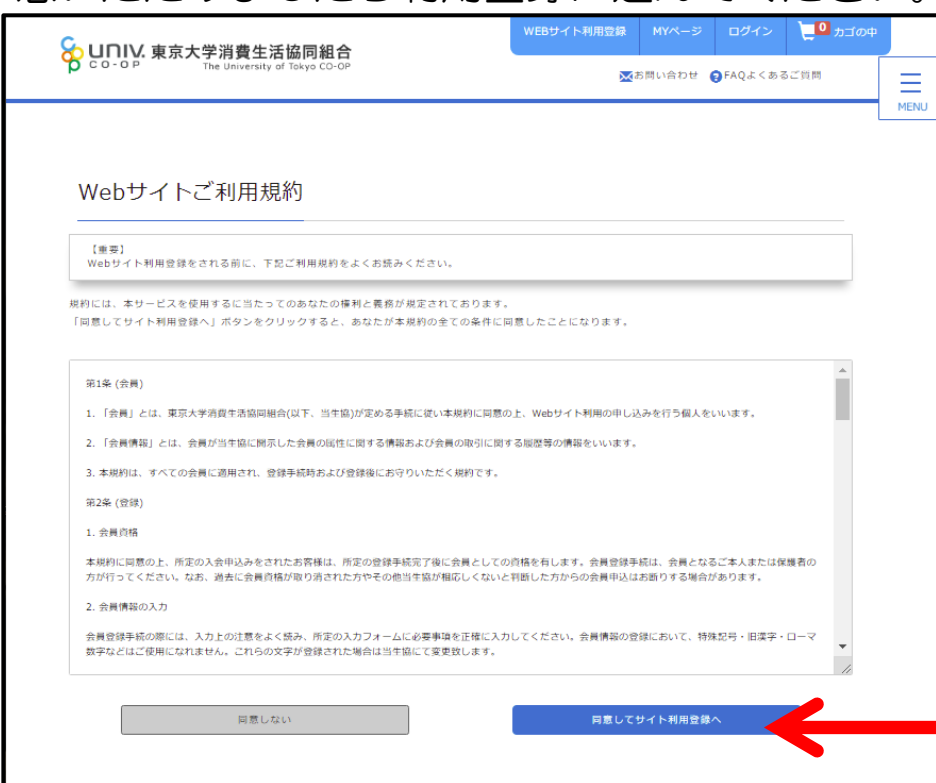 WEBサイト利用登録 MYページ ログイン 0 カゴの中
UNIV. CO-OP 東京大学消費生活協同組合
The University of Tokyo CO-OP
お問い合わせ FAQよくあるご質問
MENU
Webサイトご利用規約
【重要】
Webサイト利用登録をされる前に、下記ご利用規約をよくお読みください。
規約には、本サービスを使用するに当たってのあなたの権利と義務が規定されております。
「同意してサイト利用登録へ」ボタンをクリックすると、あなたが本規約の全ての条件に同意したことになります。
第1条 (会員)
1. 「会員」とは、東京大学消費生活協同組合(以下、当生協)が定める手続に従い本規約に同意の上、Webサイト利用の申し込みを行う個人をいいます。
2. 「会員情報」とは、会員が当生協に開示した会員の属性に関する情報および会員の取引に関する履歴等の情報をいいます。
3. 本規約は、すべての会員に適用され、登録手続時および登録後にお守りいただく規約です。
第2条 (登録)
1. 会員資格
本規約に同意の上、所定の入会申込みをされたお客様は、所定の登録手続完了後に会員としての資格を有します。会員登録手続は、会員となるご本人または保護者の
方が行ってください。なお、過去に会員資格が取り消された方やその他当生協が相応しくないと判断した方からの会員申込はお断りする場合があります。
2. 会員情報の入力
会員登録手続の際には、入力上の注意をよく読み、所定の入力フォームに必要事項を正確に入力してください。会員情報の登録において、特殊記号・旧漢字・ローマ
数字などはご使用になれません。これらの文字が登録された場合は当生協にて変更致します。
同意しない 同意してサイト利用登録へ